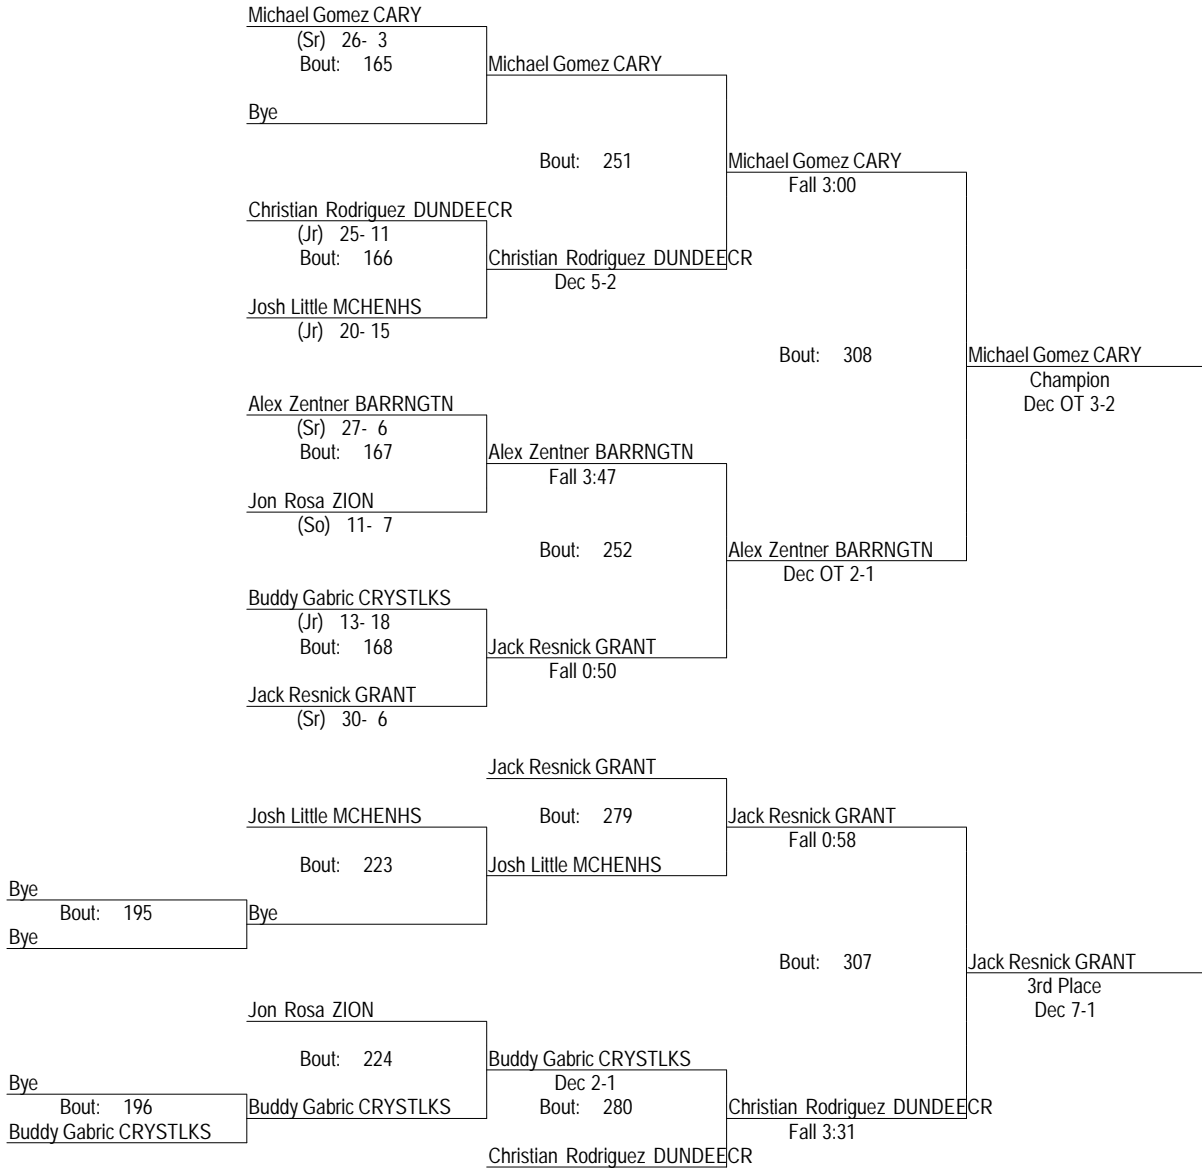 Michael Gomez CARY
(Sr) 26- 3
Bout: 165
Michael Gomez CARY
Bye
Bout: 251
Michael Gomez CARY
Fall 3:00
Christian Rodriguez DUNDEECR
(Jr) 25- 11
Bout: 166
Christian Rodriguez DUNDEECR
Dec 5-2
Josh Little MCHENHS
(Jr) 20- 15
Bout: 308
Michael Gomez CARY
Champion
Dec OT 3-2
Alex Zentner BARRNGTN
(Sr) 27- 6
Bout: 167
Alex Zentner BARRNGTN
Fall 3:47
Jon Rosa ZION
(So) 11- 7
Bout: 252
Alex Zentner BARRNGTN
Dec OT 2-1
Buddy Gabric CRYSTLKS
(Jr) 13- 18
Bout: 168
Jack Resnick GRANT
Fall 0:50
Jack Resnick GRANT
(Sr) 30- 6
Jack Resnick GRANT
Josh Little MCHENHS
Bout: 279
Jack Resnick GRANT
Fall 0:58
Bout: 223
Josh Little MCHENHS
Bye
Bout: 195
Bye
Bye
Bout: 307
Jack Resnick GRANT
3rd Place
Dec 7-1
Jon Rosa ZION
Bout: 224
Buddy Gabric CRYSTLKS
Dec 2-1
Bye
Bout: 196
Buddy Gabric CRYSTLKS
Bout: 280
Christian Rodriguez DUNDEECR
Fall 3:31
Buddy Gabric CRYSTLKS
Christian Rodriguez DUNDEECR